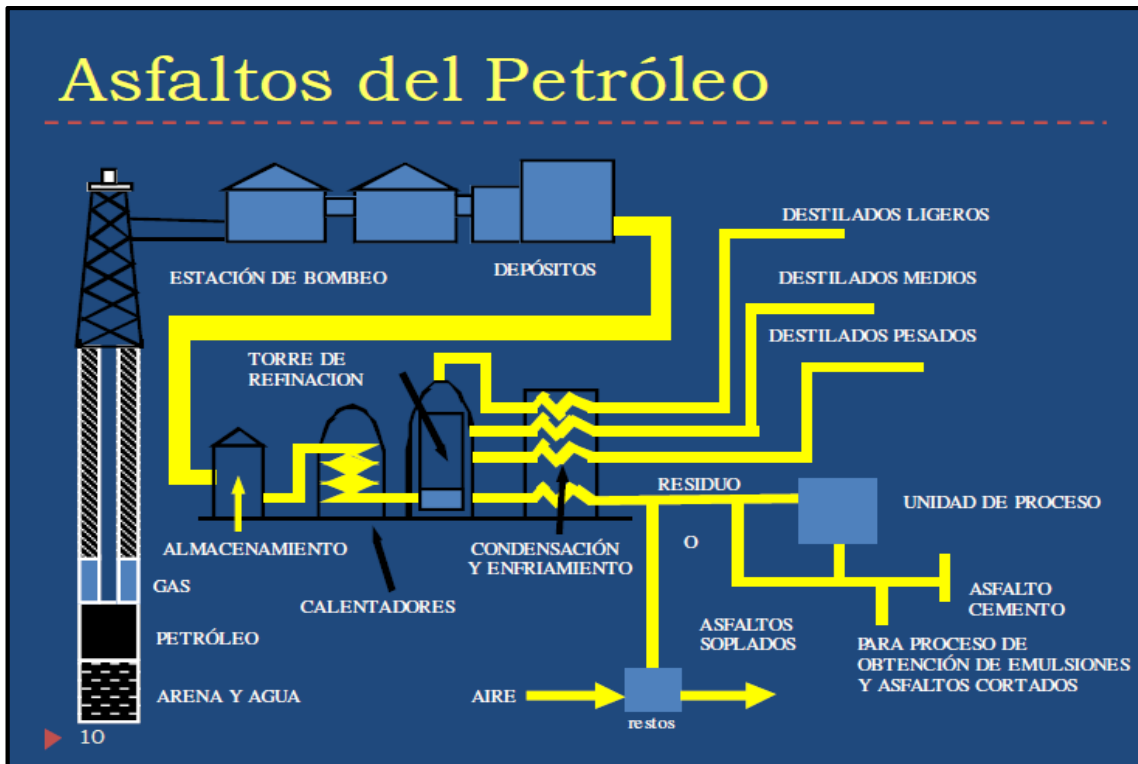 Asfaltos del Petróleo
DESTILADOS LIGEROS
ESTACIÓN DE BOMBEO
DEPÓSITOS
DESTILADOS MEDIOS
DESTILADOS PESADOS
TORRE DE
REFINACION
RESIDUO
UNIDAD DE PROCESO
O
ALMACENAMIENTO
CONDENSACIÓN
Y ENFRIAMIENTO
GAS
CALENTADORES
ASFALTO
CEMENTO
PETRÓLEO
ASFALTOS
SOPLADOS
PARA PROCESO DE
OBTENCIÓN DE EMULSIONES
Y ASFALTOS CORTADOS
ARENA Y AGUA
AIRE
restos
10